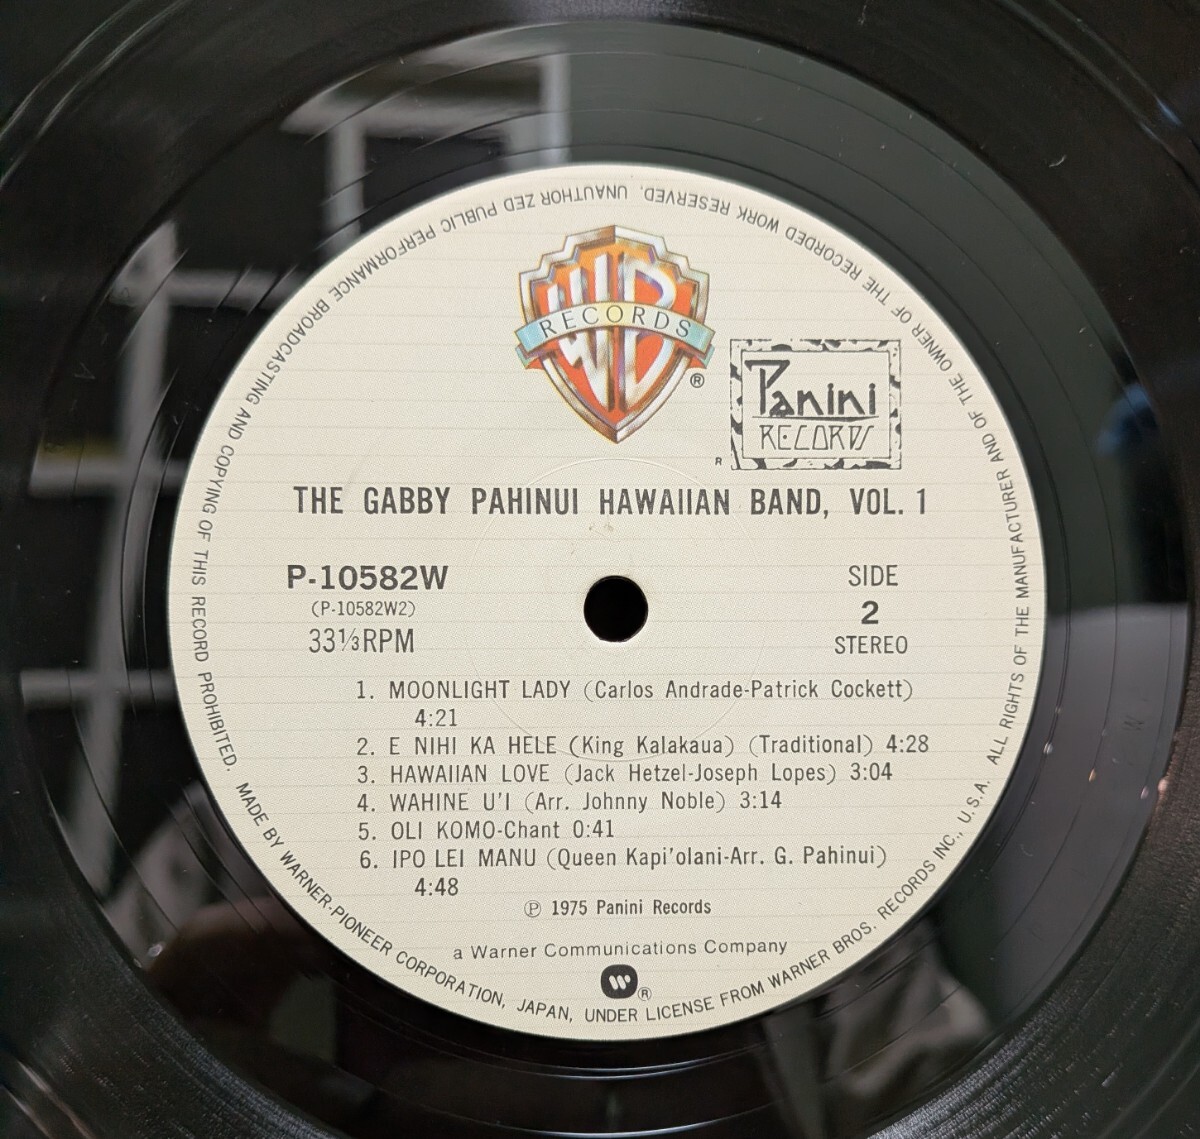 WB
RECORDS
®
Panini
RECORDS
R
THE GABBY PAHINUI HAWAIIAN BAND, VOL. 1
P-10582W
(P-10582W2)
33⅓RPM
SIDE
2
STEREO
1. MOONLIGHT LADY (Carlos Andrade-Patrick Cockett)
4:21
2. E NIHI KA HELE (King Kalakaua) (Traditional) 4:28
3. HAWAIIAN LOVE (Jack Hetzel-Joseph Lopes) 3:04
4. WAHINE U'I (Arr. Johnny Noble) 3:14
5. OLI KOMO-Chant 0:41
6. IPO LEI MANU (Queen Kapi'olani-Arr. G. Pahinui)
4:48
℗ 1975 Panini Records
a Warner Communications Company
®
MADE BY WARNER-PIONEER CORPORATION, JAPAN, UNDER LICENSE FROM WARNER BROS. RECORDS INC., U.S.A. ALL RIGHTS OF THE MANUFACTURER AND OF THE OWNER OF THE RECORDED WORK RESERVED. UNAUTHOR ZED PUBLIC PERFORMANCE BROADCASTING AND COPYING OF THIS RECORD PROHIBITED.